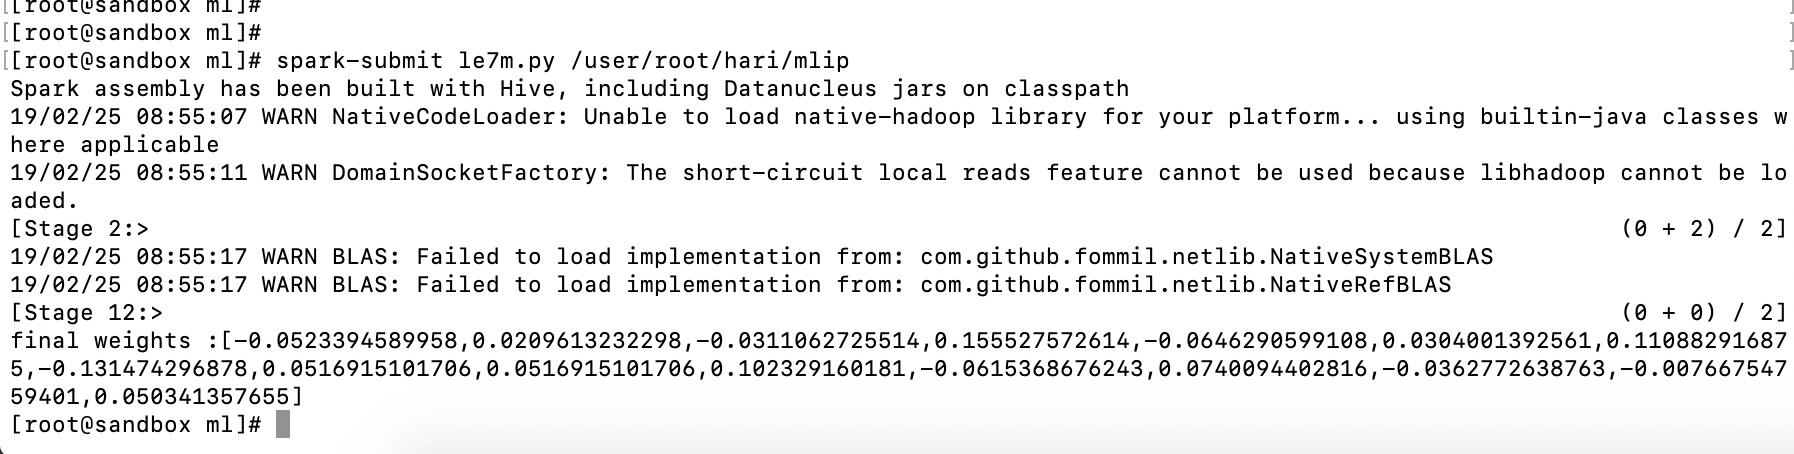 [[root@sandbox ml]#
[[root@sandbox ml]# ]
[[root@sandbox ml]# spark-submit le7m.py /user/root/hari/mlip ]
Spark assembly has been built with Hive, including Datanucleus jars on classpath
19/02/25 08:55:07 WARN NativeCodeLoader: Unable to load native-hadoop library for your platform... using builtin-java classes w
here applicable
19/02/25 08:55:11 WARN DomainSocketFactory: The short-circuit local reads feature cannot be used because libhadoop cannot be lo
aded.
[Stage 2:> (0 + 2) / 2]
19/02/25 08:55:17 WARN BLAS: Failed to load implementation from: com.github.fommil.netlib.NativeSystemBLAS
19/02/25 08:55:17 WARN BLAS: Failed to load implementation from: com.github.fommil.netlib.NativeRefBLAS
[Stage 12:> (0 + 0) / 2]
final weights :[-0.0523394589958,0.0209613232298,-0.0311062725514,0.155527572614,-0.0646290599108,0.0304001392561,0.11088291687
5,-0.131474296878,0.0516915101706,0.0516915101706,0.102329160181,-0.0615368676243,0.0740094402816,-0.0362772638763,-0.007667547
59401,0.050341357655]
[root@sandbox ml]#